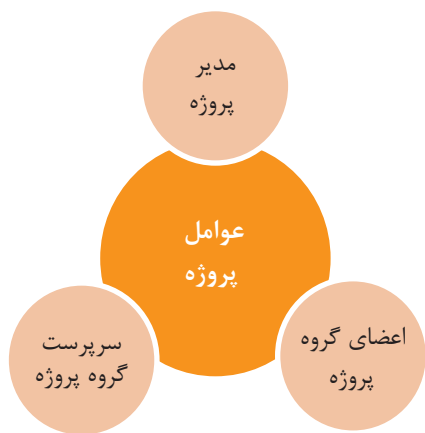 مدیر
پروژه
عوامل
پروژه
اعضای گروه
پروژه
سرپرست
گروه پروژه